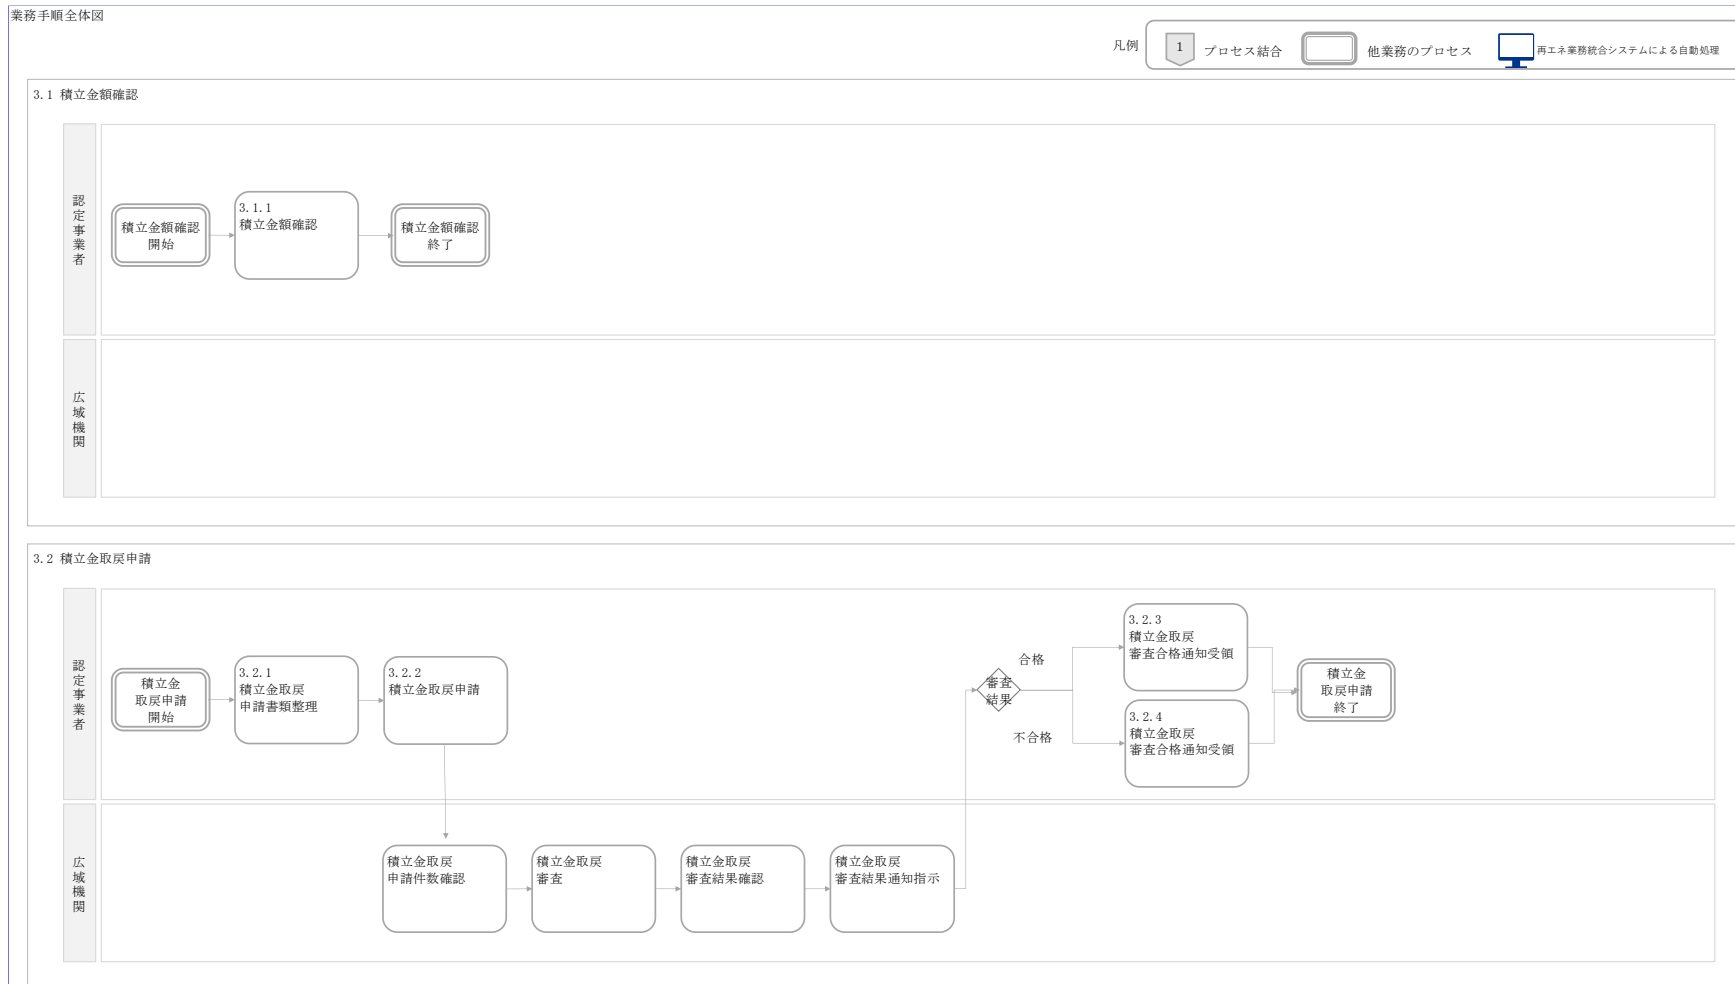 業務手順全体図
凡例
1
プロセス結合
他業務のプロセス
再エネ業務統合システムによる自動処理
3.1 積立金額確認
認定事業者
積立金額確認
開始
3.1.1
積立金額確認
積立金額確認
終了
広域機関
3.2 積立金取戻申請
認定事業者
積立金
取戻申請
開始
3.2.1
積立金取戻
申請書類整理
3.2.2
積立金取戻申請
審査
結果
合格
不合格
3.2.3
積立金取戻
審査合格通知受領
3.2.4
積立金取戻
審査合格通知受領
積立金
取戻申請
終了
広域機関
積立金取戻
申請件数確認
積立金取戻
審査
積立金取戻
審査結果確認
積立金取戻
審査結果通知指示